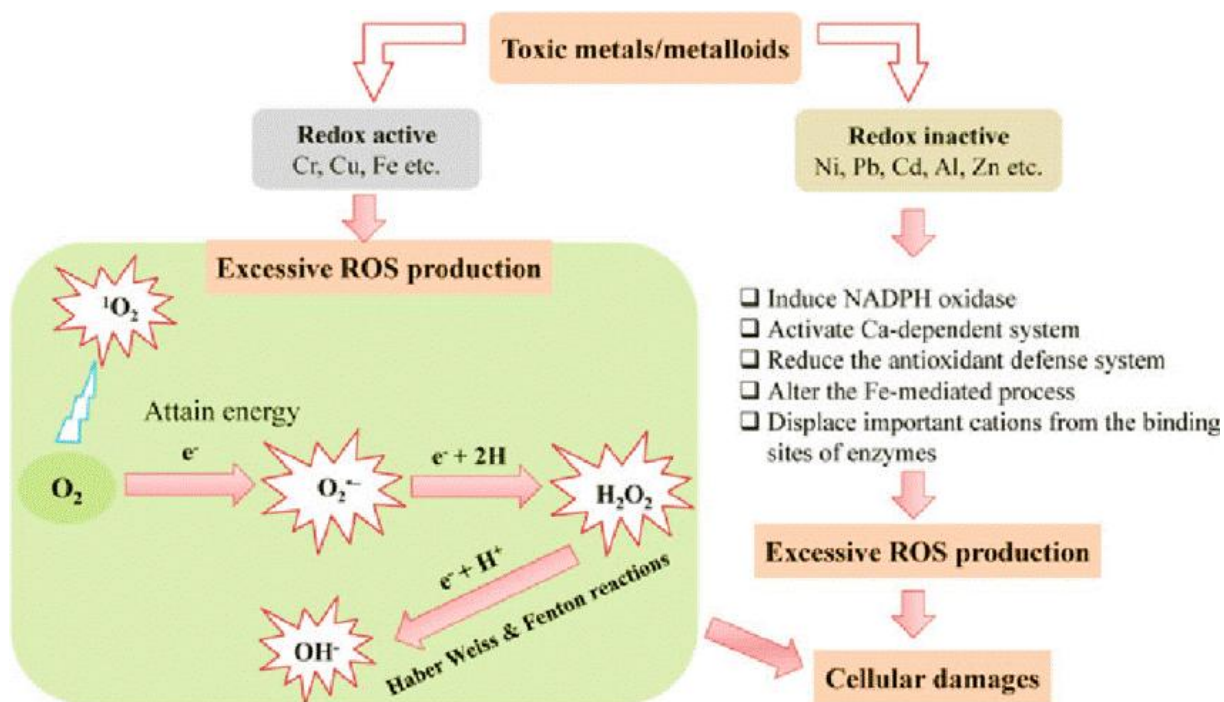 Toxic metals/metalloids
Redox active
Cr, Cu, Fe etc.
Redox inactive
Ni, Pb, Cd, Al, Zn etc.
Excessive ROS production
¹O₂
Attain energy
e⁻
O₂
O₂•−
e⁻ + 2H
H₂O₂
e⁻ + H⁺
Haber Weiss & Fenton reactions
OH•
❑ Induce NADPH oxidase
❑ Activate Ca-dependent system
❑ Reduce the antioxidant defense system
❑ Alter the Fe-mediated process
❑ Displace important cations from the binding
sites of enzymes
Excessive ROS production
Cellular damages